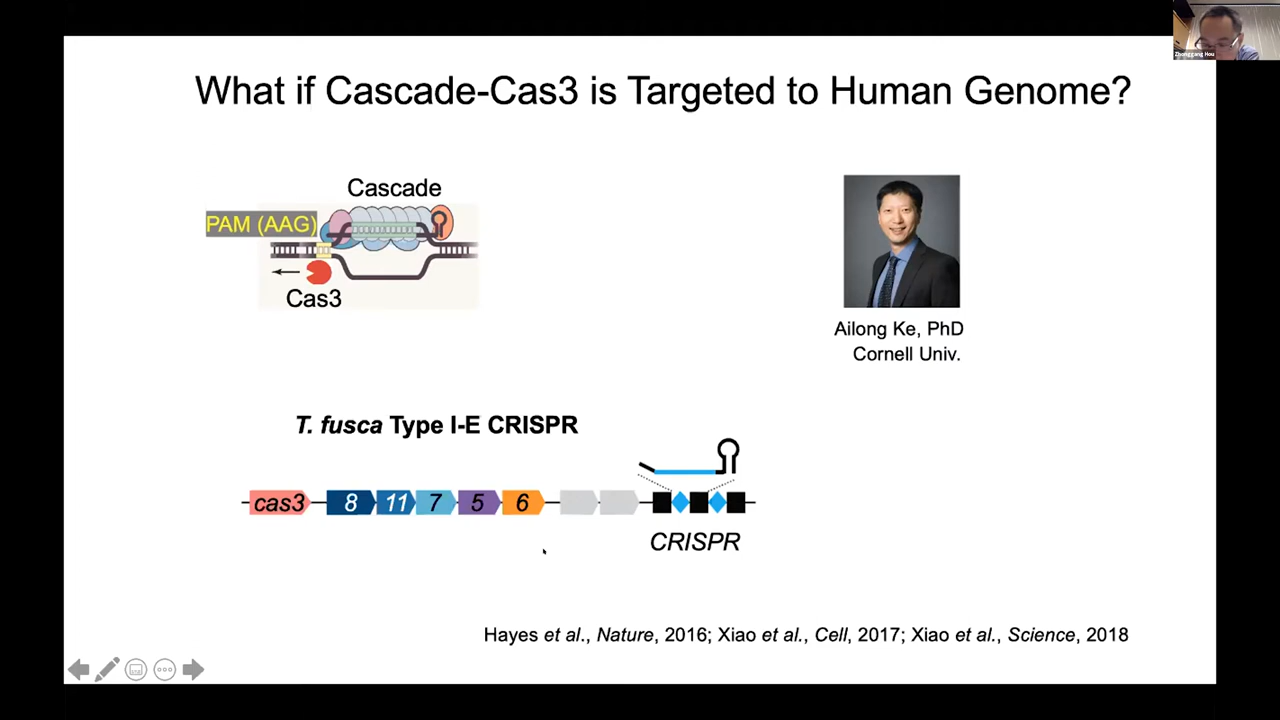 Zhonggang Hou
What if Cascade-Cas3 is Targeted to Human Genome?
Cascade
PAM (AAG)
Cas3
Ailong Ke, PhD
Cornell Univ.
T. fusca Type I-E CRISPR
cas3 8 11 7 5 6
CRISPR
Hayes et al., Nature, 2016; Xiao et al., Cell, 2017; Xiao et al., Science, 2018